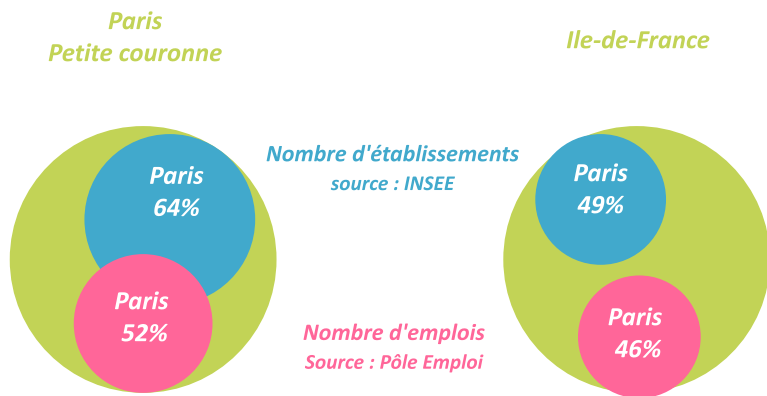 Paris
Petite couronne
Ile-de-France
Nombre d'établissements
source : INSEE
Paris
64%
Paris
49%
Paris
52%
Nombre d'emplois
Source : Pôle Emploi
Paris
46%